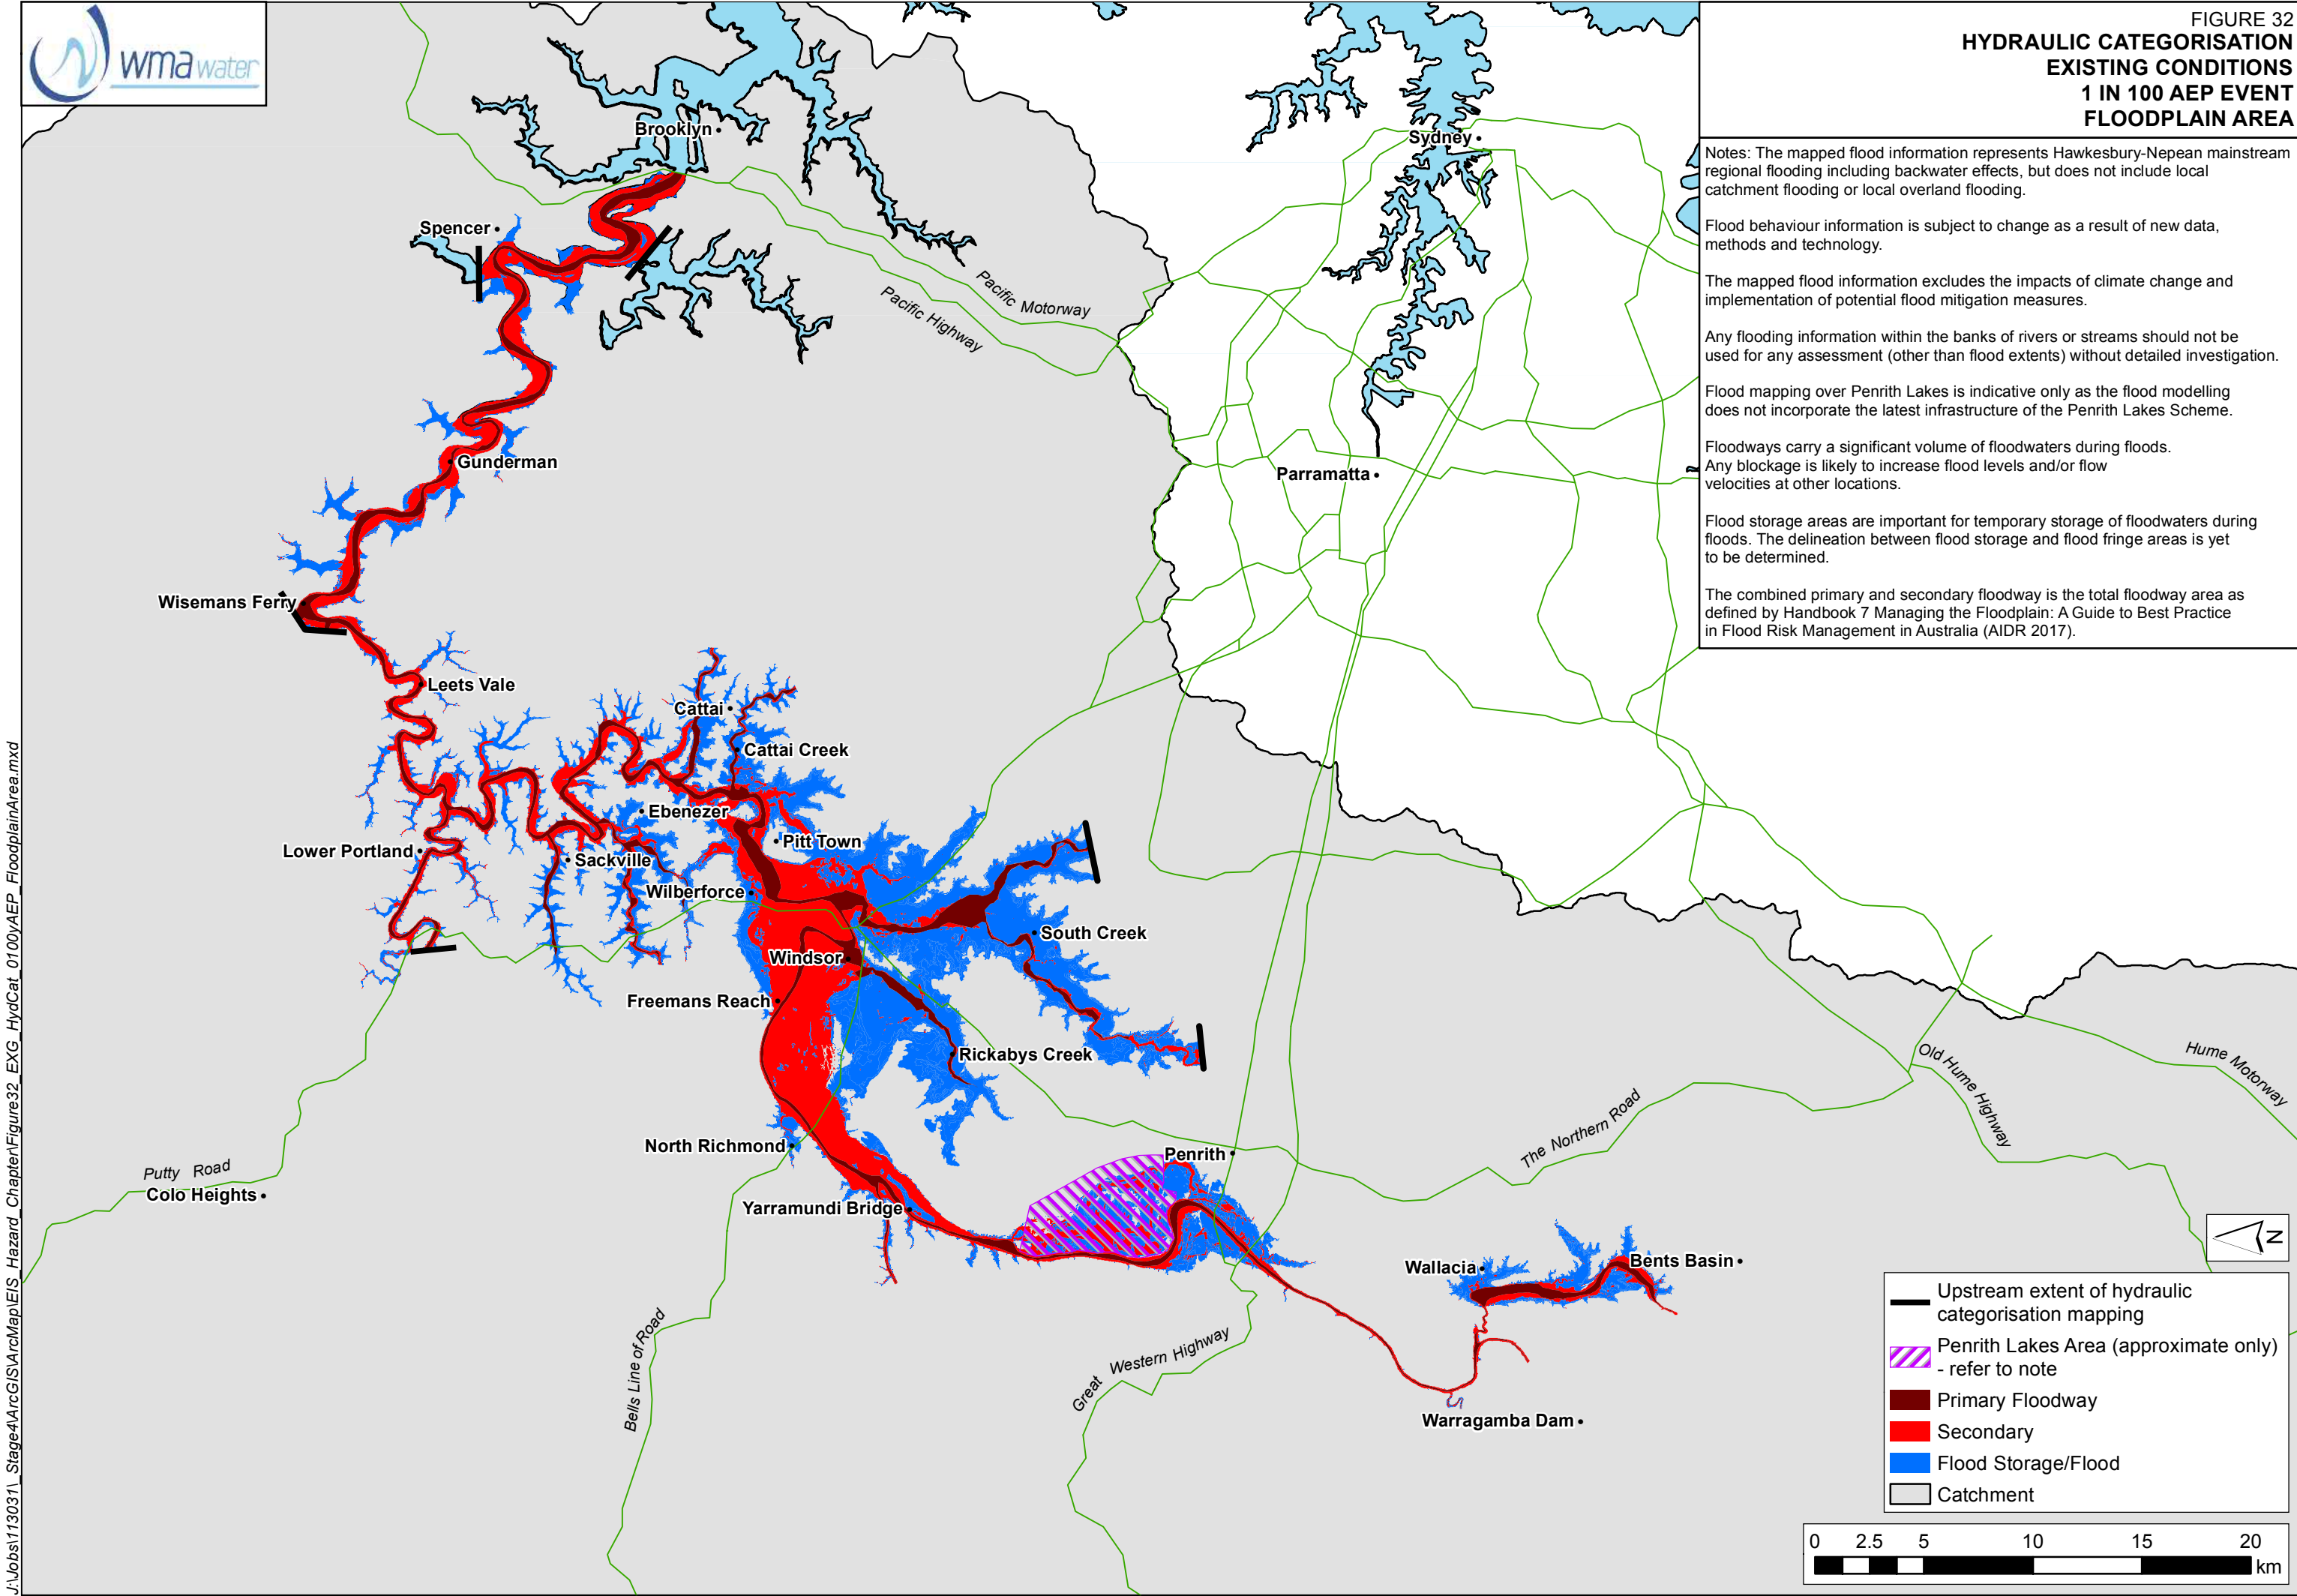 wma water
FIGURE 32
HYDRAULIC CATEGORISATION
EXISTING CONDITIONS
1 IN 100 AEP EVENT
FLOODPLAIN AREA
Notes: The mapped flood information represents Hawkesbury-Nepean mainstream
regional flooding including backwater effects, but does not include local
catchment flooding or local overland flooding.
Flood behaviour information is subject to change as a result of new data,
methods and technology.
The mapped flood information excludes the impacts of climate change and
implementation of potential flood mitigation measures.
Any flooding information within the banks of rivers or streams should not be
used for any assessment (other than flood extents) without detailed investigation.
Flood mapping over Penrith Lakes is indicative only as the flood modelling
does not incorporate the latest infrastructure of the Penrith Lakes Scheme.
Floodways carry a significant volume of floodwaters during floods.
Any blockage is likely to increase flood levels and/or flow
velocities at other locations.
Flood storage areas are important for temporary storage of floodwaters during
floods. The delineation between flood storage and flood fringe areas is yet
to be determined.
The combined primary and secondary floodway is the total floodway area as
defined by Handbook 7 Managing the Floodplain: A Guide to Best Practice
in Flood Risk Management in Australia (AIDR 2017).
Brooklyn
Sydney
Spencer
Pacific Motorway
Pacific Highway
Gunderman
Parramatta
Wisemans Ferry
Leets Vale
Cattai
Cattai Creek
Ebenezer
Pitt Town
Lower Portland
Sackville
Wilberforce
South Creek
Windsor
Freemans Reach
Rickabys Creek
Old Hume Highway
Hume Motorway
The Northern Road
North Richmond
Penrith
Putty Road
Colo Heights
Yarramundi Bridge
Wallacia
Bents Basin
Bells Line of Road
Great Western Highway
Warragamba Dam
N
Upstream extent of hydraulic
categorisation mapping
Penrith Lakes Area (approximate only)
- refer to note
Primary Floodway
Secondary
Flood Storage/Flood
Catchment
0 2.5 5 10 15 20
km
J:\Jobs\113031\_Stage4\ArcGIS\ArcMap\EIS_Hazard_Chapter\Figure32_EXG_HydCat_0100yAEP_FloodplainArea.mxd